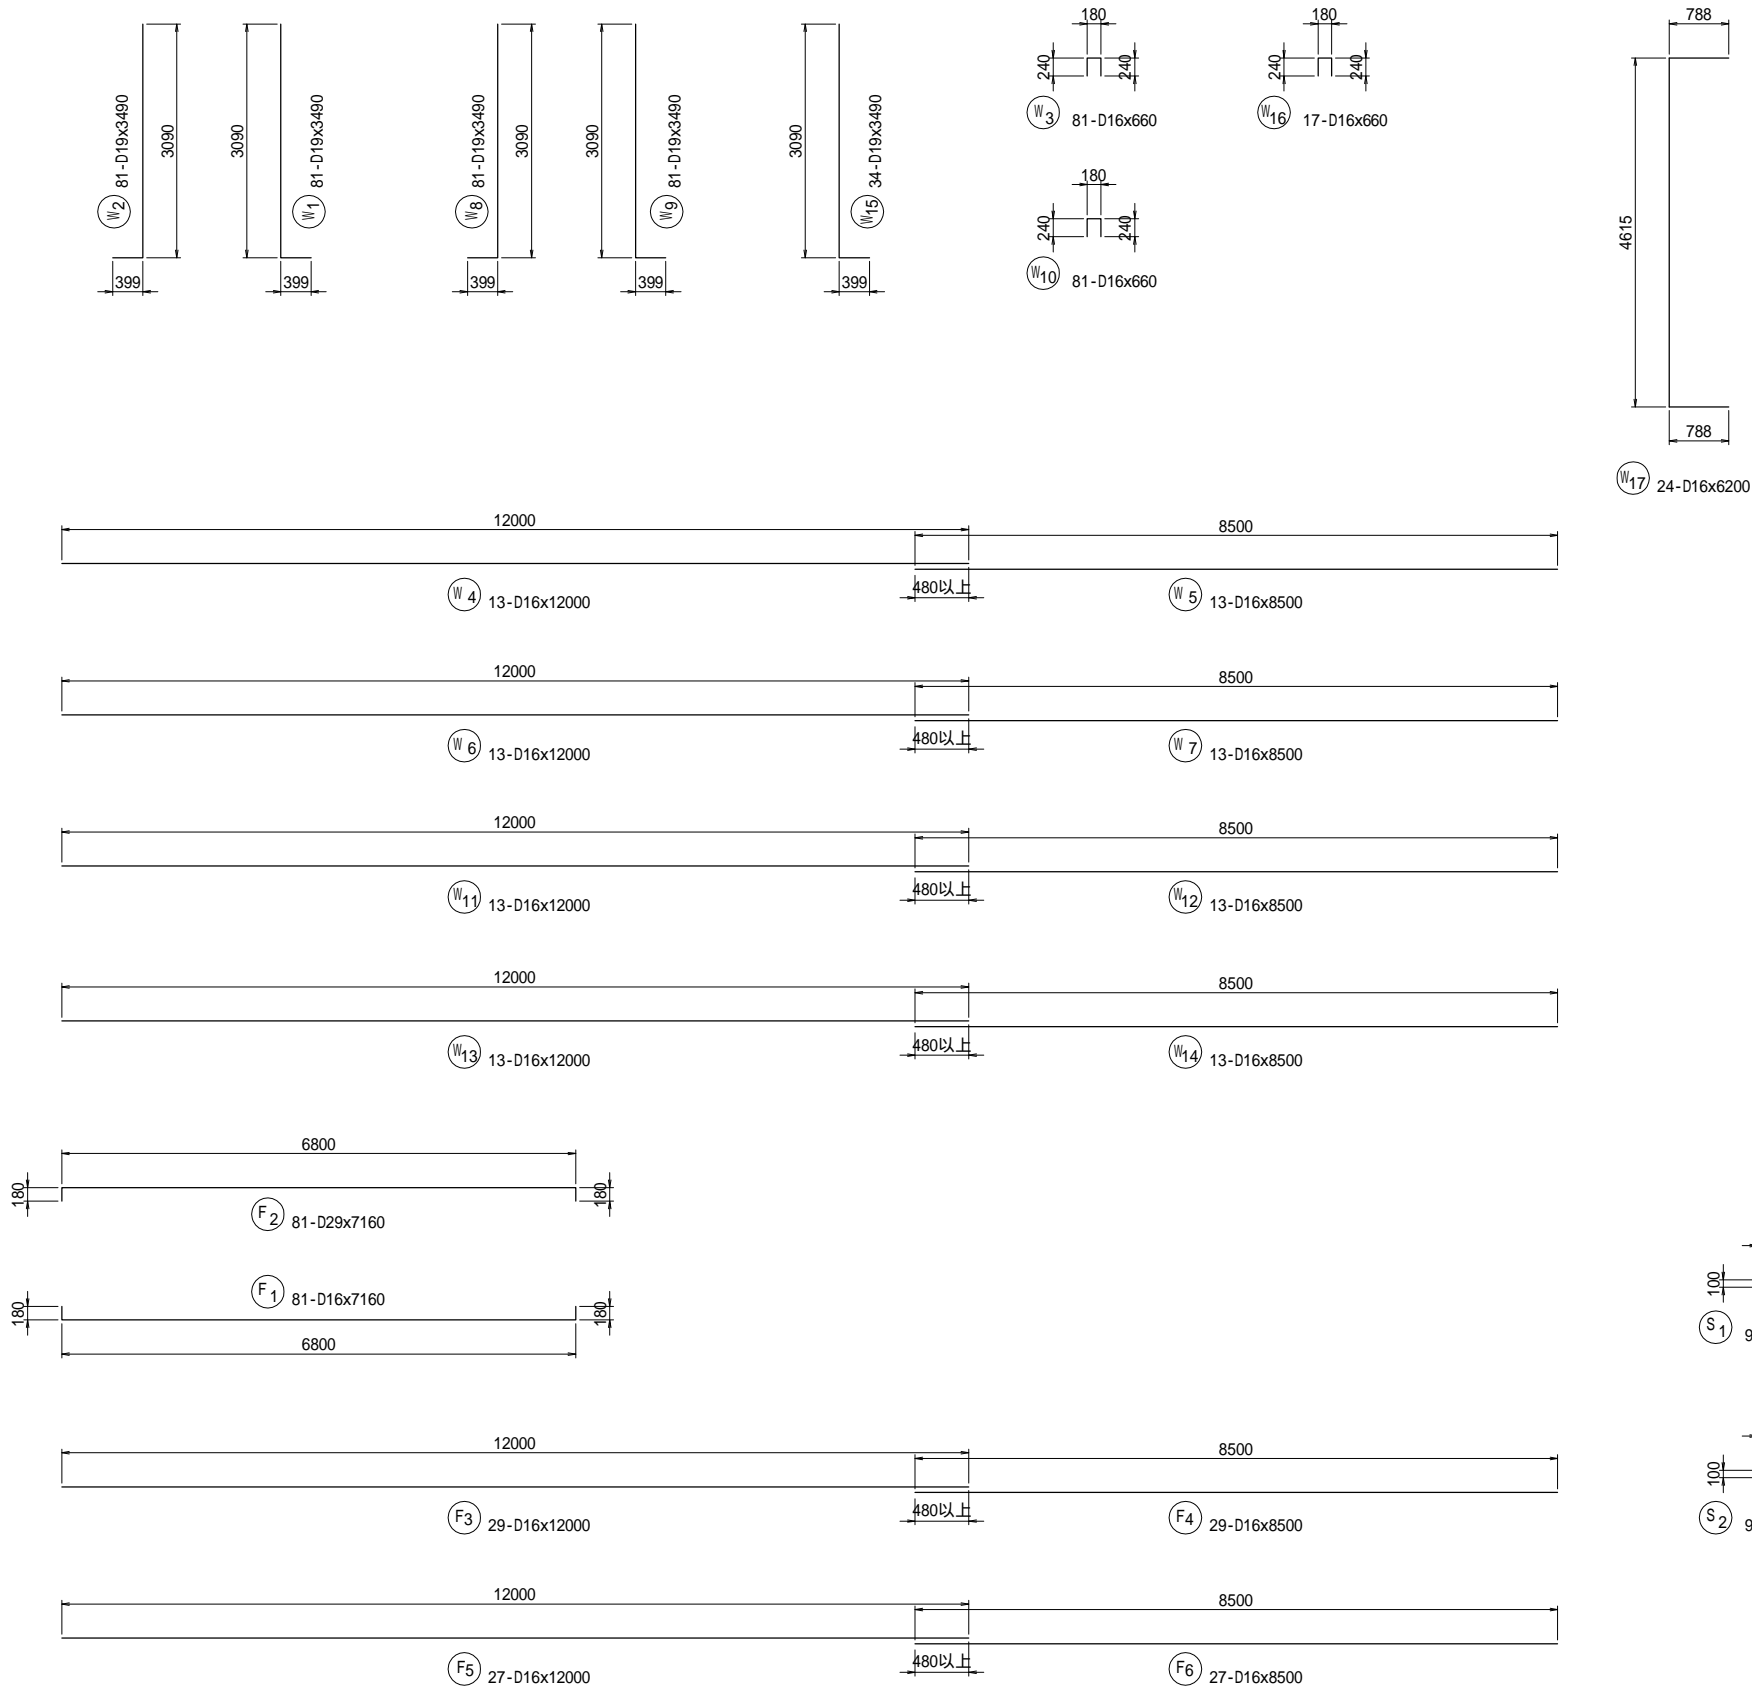 180
180
788
3090
3090
3090
3090
3090
W2 81-D19x3490
W1 81-D19x3490
W8 81-D19x3490
W9 81-D19x3490
W15 34-D19x3490
399
399
399
399
399
240
240
240
240
W3 81-D16x660
W16 17-D16x660
180
240
240
W10 81-D16x660
4615
788
W17 24-D16x6200
12000
8500
480以上
W4 13-D16x12000
W5 13-D16x8500
12000
8500
480以上
W6 13-D16x12000
W7 13-D16x8500
12000
8500
480以上
W11 13-D16x12000
W12 13-D16x8500
12000
8500
480以上
W13 13-D16x12000
W14 13-D16x8500
6800
180
180
F2 81-D29x7160
F1 81-D16x7160
180
180
6800
100
S1 9
12000
8500
480以上
F3 29-D16x12000
F4 29-D16x8500
100
S2 9
12000
8500
480以上
F5 27-D16x12000
F6 27-D16x8500